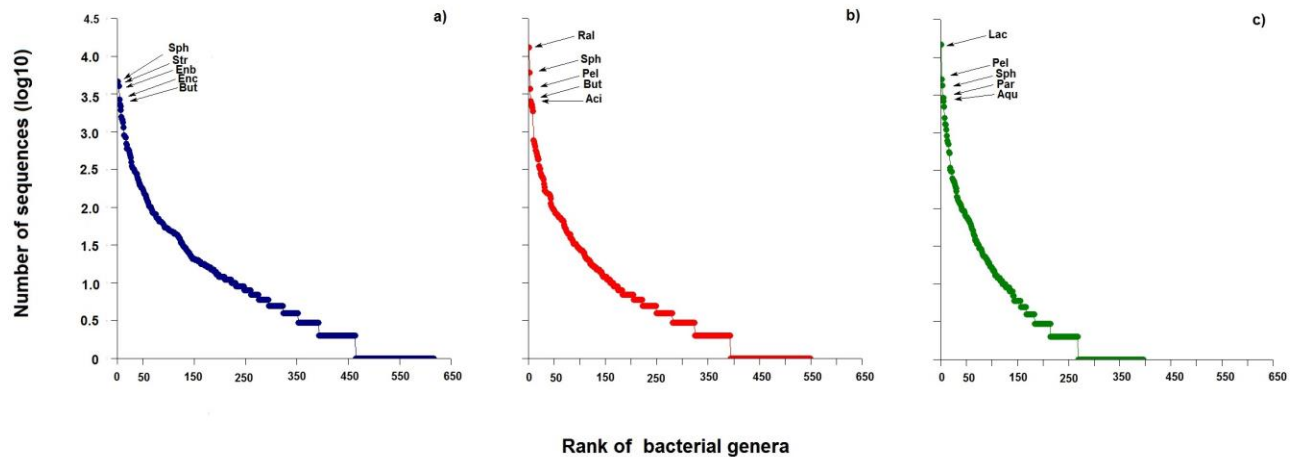 Number of sequences (log10)
a)
4.5
4.0
3.5
3.0
2.5
2.0
1.5
1.0
0.5
0
Sph
Str
Enb
Enc
But
0 50 150 250 350 450 550 650
b)
Ral
Sph
Pel
But
Aci
0 50 150 250 350 450 550 650
c)
Lac
Pel
Sph
Par
Aqu
0 50 150 250 350 450 550 650
Rank of bacterial genera